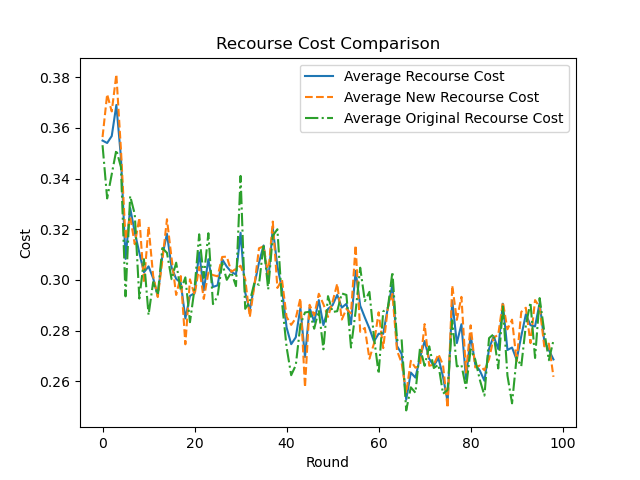 Recourse Cost Comparison
Average Recourse Cost
Average New Recourse Cost
Average Original Recourse Cost
Cost
0.38
0.36
0.34
0.32
0.30
0.28
0.26
0 20 40 60 80 100
Round